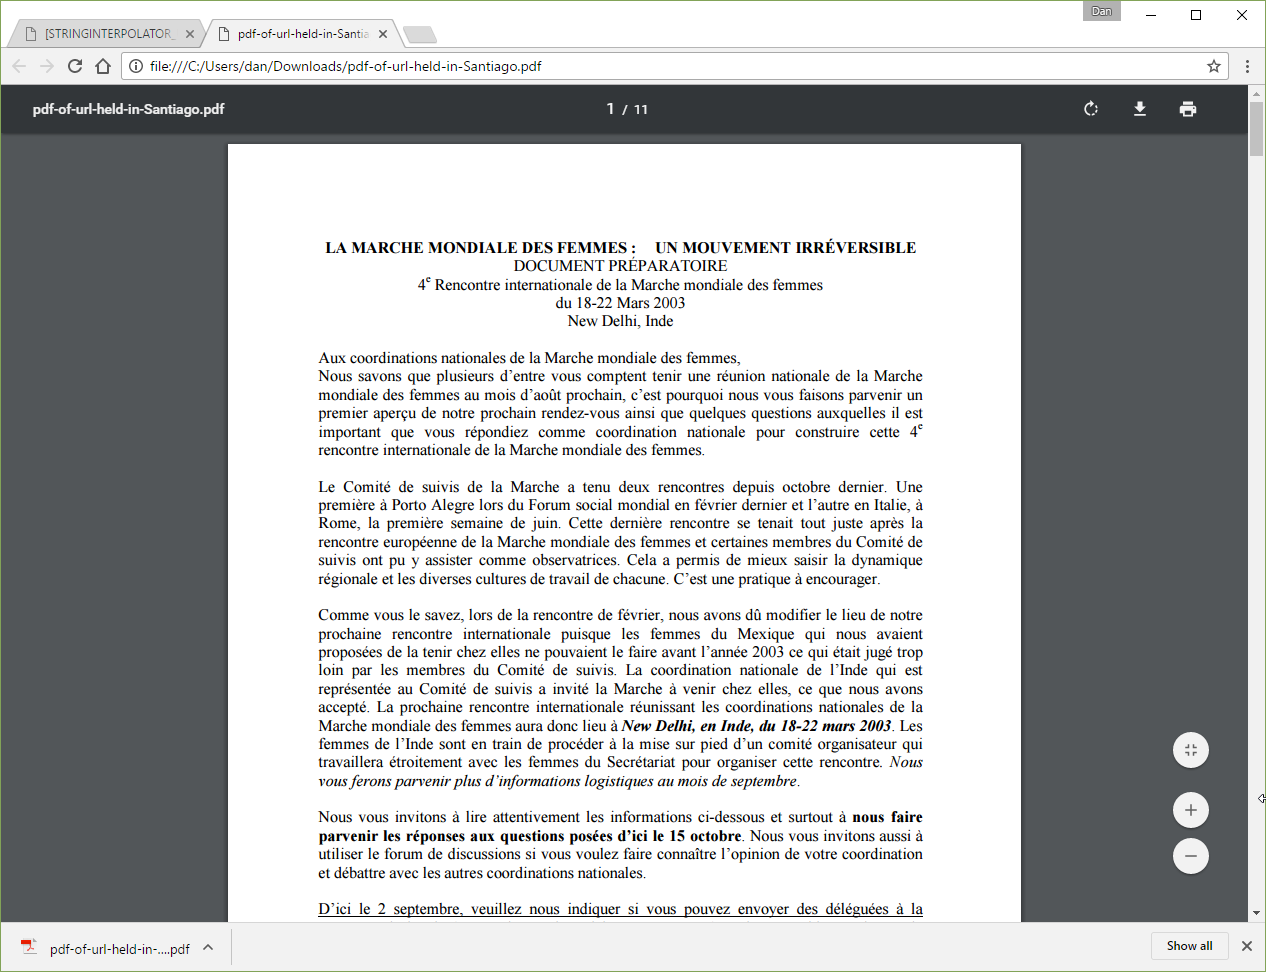 Dan
[STRINGINTERPOLATOR_
pdf-of-url-held-in-Santia
file:///C:/Users/dan/Downloads/pdf-of-url-held-in-Santiago.pdf
pdf-of-url-held-in-Santiago.pdf
1 / 11
LA MARCHE MONDIALE DES FEMMES : UN MOUVEMENT IRRÉVERSIBLE
DOCUMENT PRÉPARATOIRE
4e Rencontre internationale de la Marche mondiale des femmes
du 18-22 Mars 2003
New Delhi, Inde
Aux coordinations nationales de la Marche mondiale des femmes,
Nous savons que plusieurs d’entre vous comptent tenir une réunion nationale de la Marche
mondiale des femmes au mois d’août prochain, c’est pourquoi nous vous faisons parvenir un
premier aperçu de notre prochain rendez-vous ainsi que quelques questions auxquelles il est
important que vous répondiez comme coordination nationale pour construire cette 4e
rencontre internationale de la Marche mondiale des femmes.
Le Comité de suivis de la Marche a tenu deux rencontres depuis octobre dernier. Une
première à Porto Alegre lors du Forum social mondial en février dernier et l’autre en Italie, à
Rome, la première semaine de juin. Cette dernière rencontre se tenait tout juste après la
rencontre européenne de la Marche mondiale des femmes et certaines membres du Comité de
suivis ont pu y assister comme observatrices. Cela a permis de mieux saisir la dynamique
régionale et les diverses cultures de travail de chacune. C’est une pratique à encourager.
Comme vous le savez, lors de la rencontre de février, nous avons dû modifier le lieu de notre
prochaine rencontre internationale puisque les femmes du Mexique qui nous avaient
proposées de la tenir chez elles ne pouvaient le faire avant l’année 2003 ce qui était jugé trop
loin par les membres du Comité de suivis. La coordination nationale de l’Inde qui est
représentée au Comité de suivis a invité la Marche à venir chez elles, ce que nous avons
accepté. La prochaine rencontre internationale réunissant les coordinations nationales de la
Marche mondiale des femmes aura donc lieu à New Delhi, en Inde, du 18-22 mars 2003. Les
femmes de l’Inde sont en train de procéder à la mise sur pied d’un comité organisateur qui
travaillera étroitement avec les femmes du Secrétariat pour organiser cette rencontre. Nous
vous ferons parvenir plus d’informations logistiques au mois de septembre.
Nous vous invitons à lire attentivement les informations ci-dessous et surtout à nous faire
parvenir les réponses aux questions posées d’ici le 15 octobre. Nous vous invitons aussi à
utiliser le forum de discussions si vous voulez faire connaître l’opinion de votre coordination
et débattre avec les autres coordinations nationales.
D’ici le 2 septembre, veuillez nous indiquer si vous pouvez envoyer des déléguées à la
pdf-of-url-held-in-....pdf
Show all